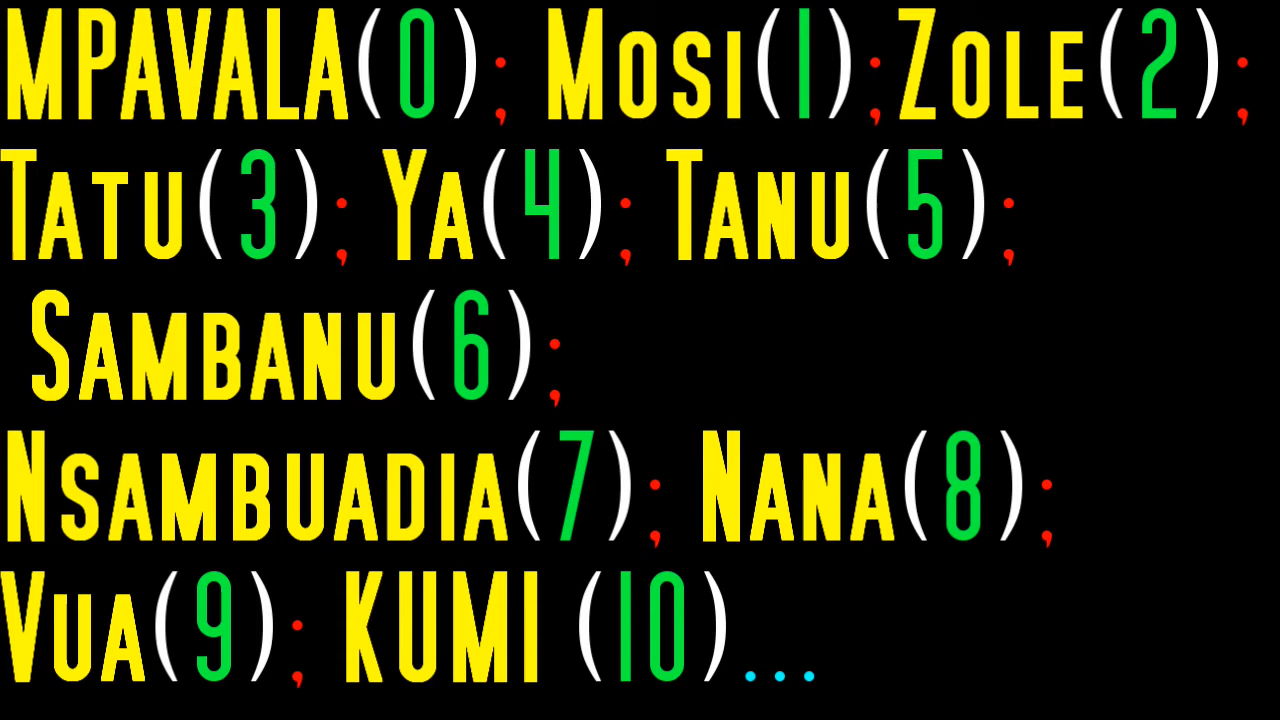 MPAVALA(0); Mosi(1);Zole(2);
Tatu(3); Ya(4); Tanu(5);
Sambanu(6);
Nsambuadia(7); Nana(8);
Vua(9); KUMI (10)...